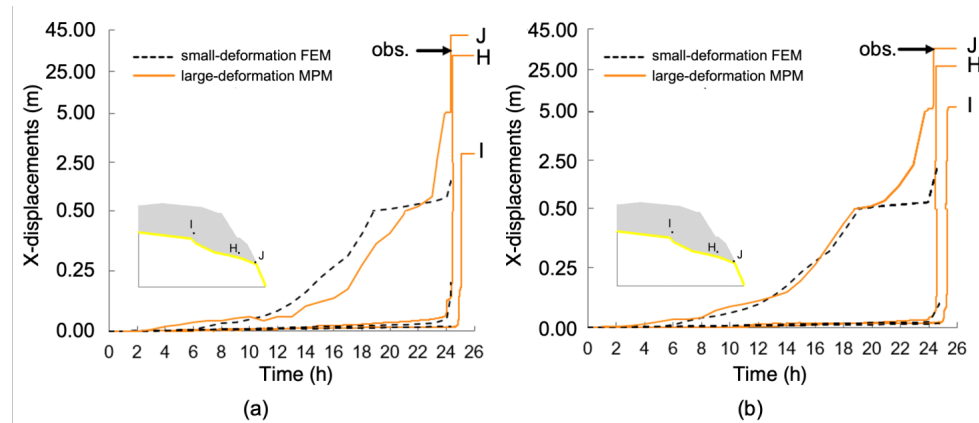 45.00
25.00
5.00
2.50
0.50
0.25
0.00
X-displacements (m)
small-deformation FEM
large-deformation MPM
obs.
J
H
I
I
H
J
0 2 4 6 8 10 12 14 16 18 20 22 24 26
Time (h)
(a)
45.00
25.00
5.00
2.50
0.50
0.25
0.00
X-displacements (m)
small-deformation FEM
large-deformation MPM
obs.
J
H
I
I
H
J
0 2 4 6 8 10 12 14 16 18 20 22 24 26
Time (h)
(b)